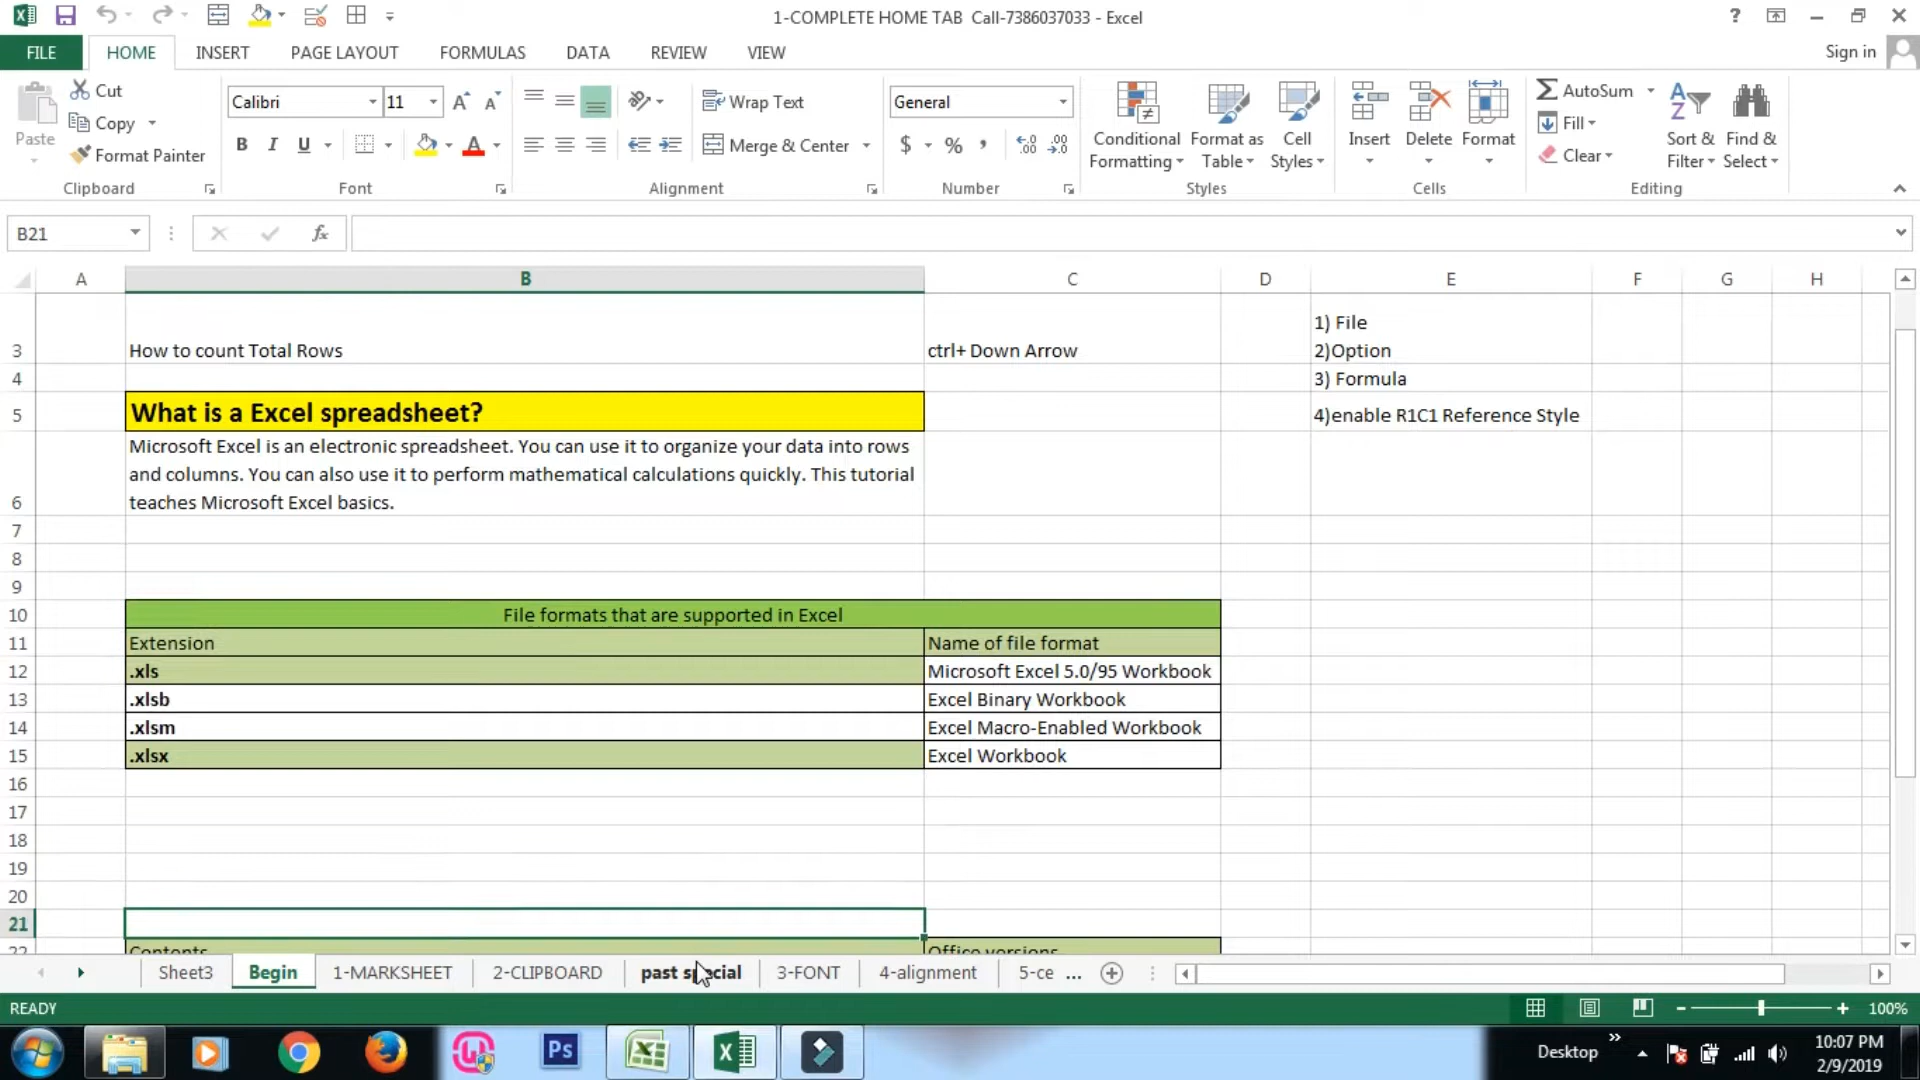 1-COMPLETE HOME TAB Call-7386037033 - Excel
?
FILE HOME INSERT PAGE LAYOUT FORMULAS DATA REVIEW VIEW
Sign in
Paste
Cut
Copy
Format Painter
Clipboard
Calibri 11
B I U
Font
Wrap Text
Merge & Center
Alignment
General
$ % ,
Number
Conditional Formatting
Format as Table
Cell Styles
Styles
Insert
Delete
Format
Cells
AutoSum
Fill
Clear
Sort & Filter
Find & Select
Editing
B21
fx
A B C D E F G H
1) File
3 How to count Total Rows ctrl+ Down Arrow 2)Option
4 3) Formula
5 What is a Excel spreadsheet? 4)enable R1C1 Reference Style
Microsoft Excel is an electronic spreadsheet. You can use it to organize your data into rows
and columns. You can also use it to perform mathematical calculations quickly. This tutorial
6 teaches Microsoft Excel basics.
7
8
9
10 File formats that are supported in Excel
11 Extension Name of file format
12 .xls Microsoft Excel 5.0/95 Workbook
13 .xlsb Excel Binary Workbook
14 .xlsm Excel Macro-Enabled Workbook
15 .xlsx Excel Workbook
16
17
18
19
20
21
22 Contents Office versions
Sheet3 Begin 1-MARKSHEET 2-CLIPBOARD past special 3-FONT 4-alignment 5-ce ...
READY 100%
Ps
Desktop
10:07 PM
2/9/2019